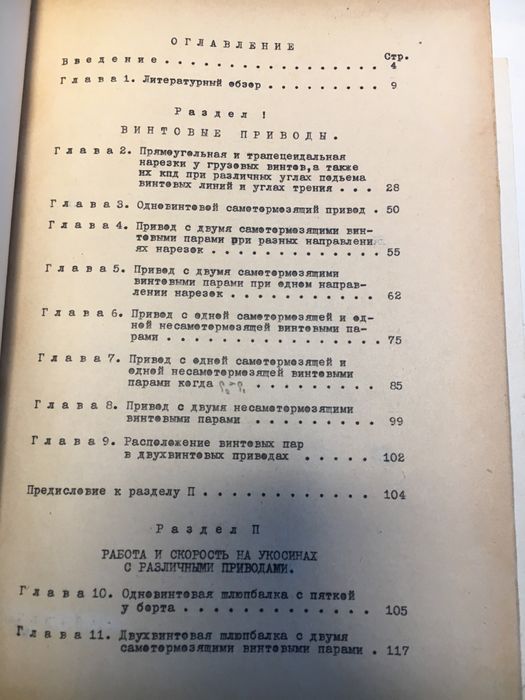 ОГЛАВЛЕНИЕ
Стр.
Введение . . . . . . . . . . . . . . . . . . 4
Глава 1. Литературный обзор . . . . . . . . . 9
Раздел I
ВИНТОВЫЕ ПРИВОДЫ.
Глава 2. Прямоугольная и трапецеидальная
нарезки у грузовых винтов, а также
их кпд при различных углах подъема
винтовых линий и углах трения . . . 28
Глава 3. Одновинтовой самотормозящий привод . 50
Глава 4. Привод с двумя самотормозящими вин-
товыми парами при разных направлени-
ях нарезок . . . . . . . . . . . . . 55
Глава 5. Привод с двумя самотормозящими
винтовыми парами при одном направ-
лении нарезок . . . . . . . . . . . 62
Глава 6. Привод с одной самотормозящей и од-
ной несамотормозящей винтовыми па-
рами . . . . . . . . . . . . . . . . 75
Глава 7. Привод с одной самотормозящей и
одной несамотормозящей винтовыми
парами когда . . . . . . . . . 85
Глава 8. Привод с двумя несамотормозящими
винтовыми парами . . . . . . . . . . 99
Глава 9. Расположение винтовых пар
в двухвинтовых приводах . . . . . 102
Предисловие к разделу П . . . . . . . . . . . . 104
Раздел П
РАБОТА И СКОРОСТЬ НА УКОСИНАХ
С РАЗЛИЧНЫМИ ПРИВОДАМИ.
Глава 10. Одновинтовая шлюпбалка с пяткой
у борта . . . . . . . . . . . . . . 105
Глава 11. Двухвинтовая шлюпбалка с двумя
самотормозящими винтовыми парами . 117